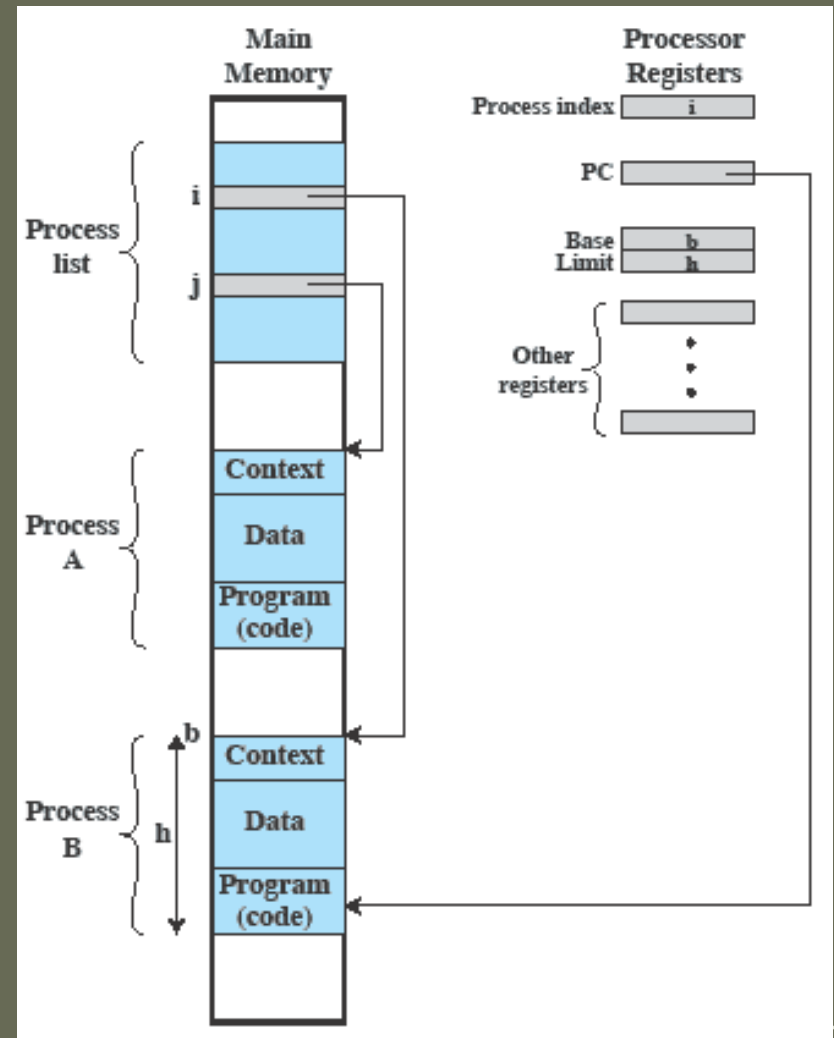 Main
Memory
Processor
Registers
Process index
i
PC
Base
b
Limit
h
Other
registers
Process
list
i
j
Process
A
Context
Data
Program
(code)
b
Process
B
h
Context
Data
Program
(code)